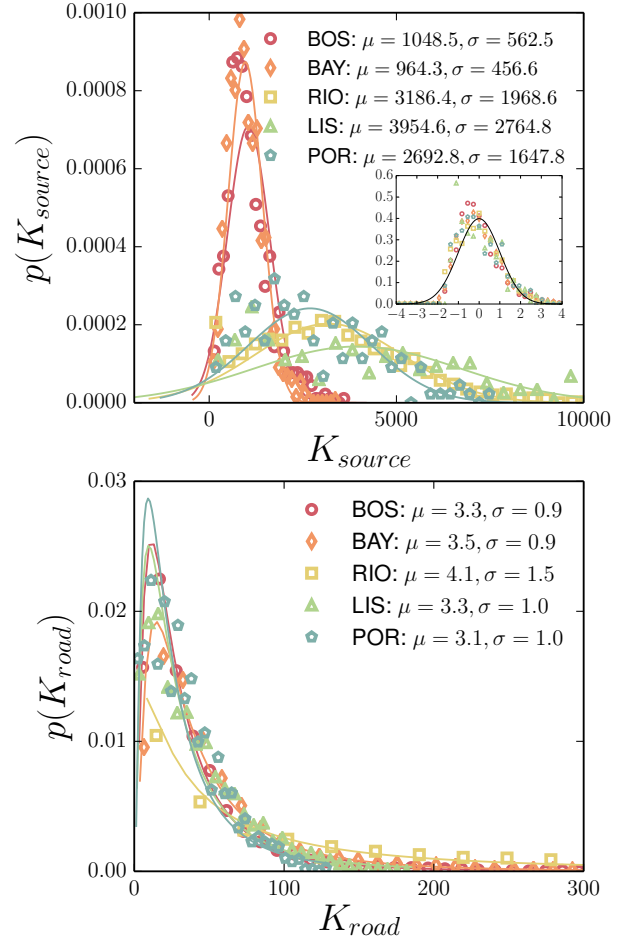 0.0010
BOS: μ = 1048.5, σ = 562.5
BAY: μ = 964.3, σ = 456.6
0.0008
RIO: μ = 3186.4, σ = 1968.6
LIS: μ = 3954.6, σ = 2764.8
POR: μ = 2692.8, σ = 1647.8
0.0006
0.6
0.5
0.4
0.3
0.2
0.1
0.0
−4 −3 −2 −1 0 1 2 3 4
p(K_source)
0.0004
0.0002
0.0000
0 5000 10000
K_source
0.03
BOS: μ = 3.3, σ = 0.9
BAY: μ = 3.5, σ = 0.9
RIO: μ = 4.1, σ = 1.5
LIS: μ = 3.3, σ = 1.0
POR: μ = 3.1, σ = 1.0
0.02
p(K_road)
0.01
0.00
0 100 200 300
K_road